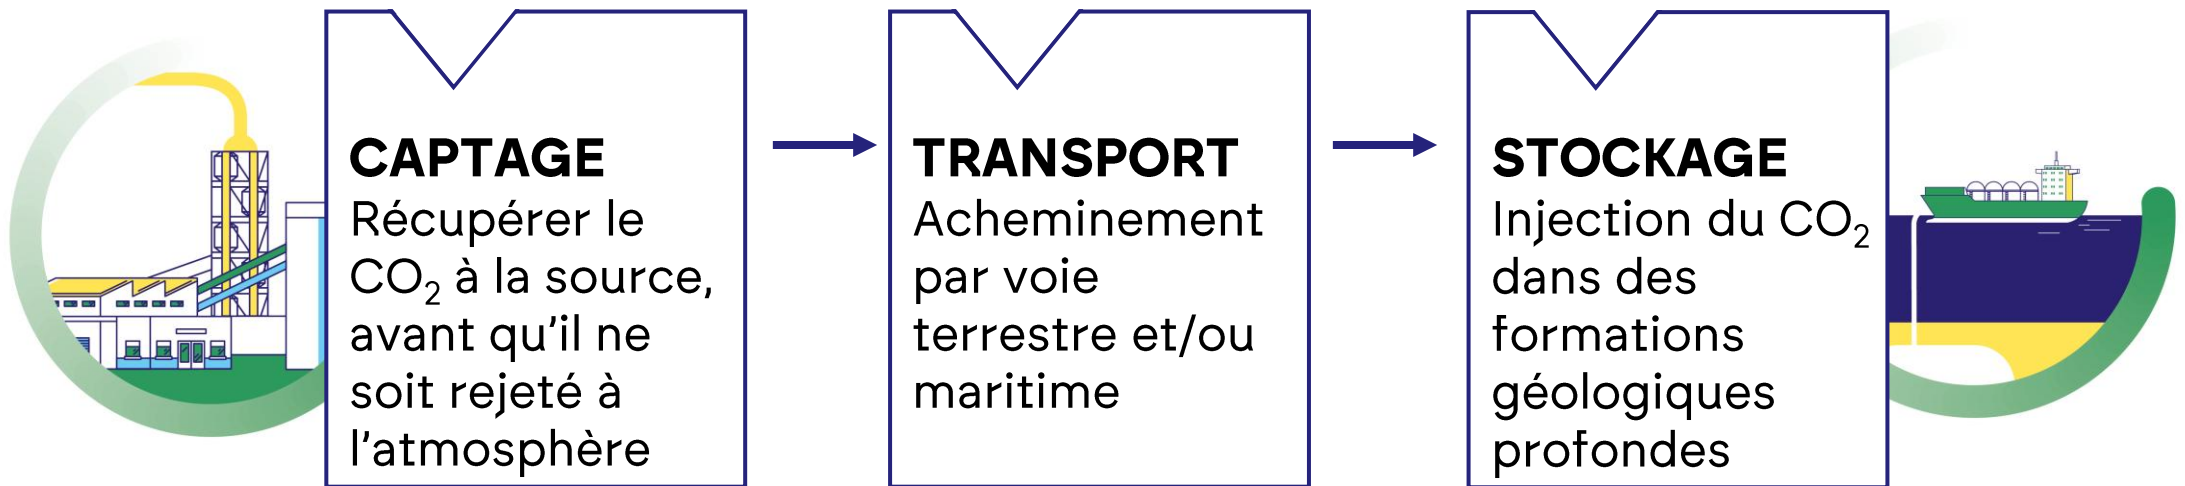 CAPTAGE
Récupérer le
CO₂ à la source,
avant qu’il ne
soit rejeté à
l’atmosphère
TRANSPORT
Acheminement
par voie
terrestre et/ou
maritime
STOCKAGE
Injection du CO₂
dans des
formations
géologiques
profondes